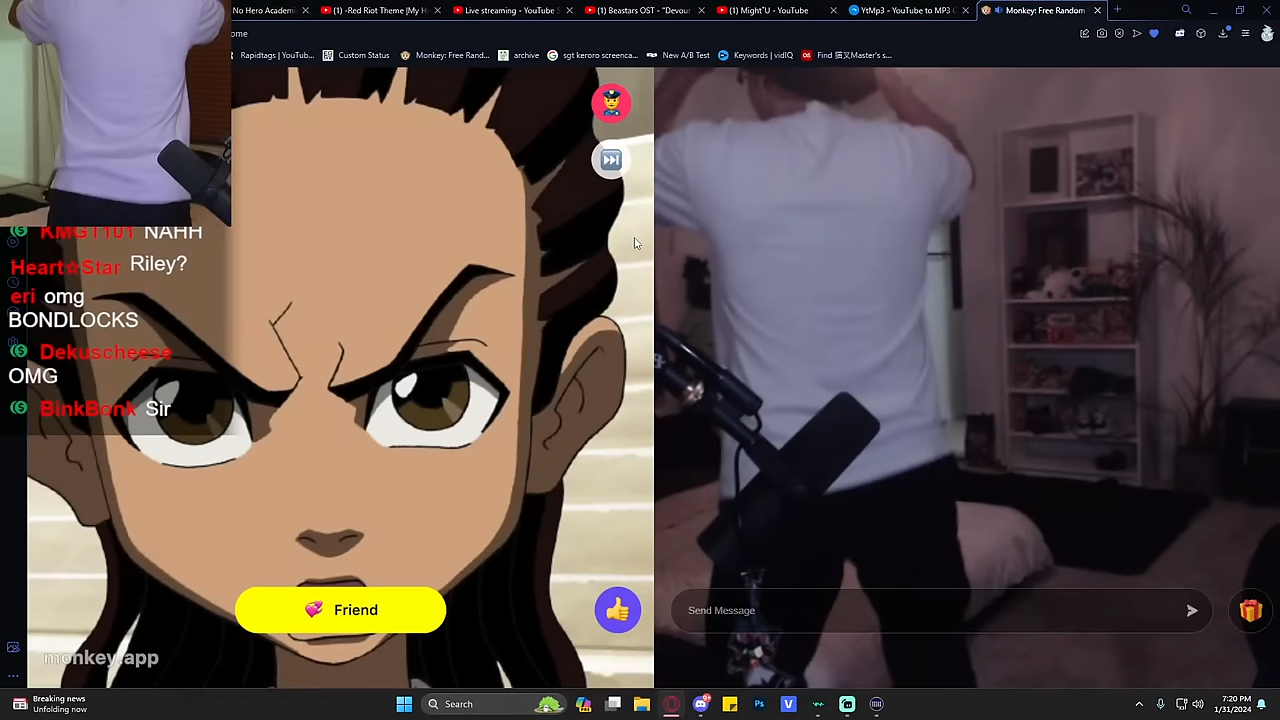 No Hero Academi
(1) -Red Riot Theme |My H
Live streaming - YouTube S
(1) Beastars OST - "Devour
(1) Might⁺U - YouTube
YtMp3 - YouTube to MP3 C
Monkey: Free Random
ome
Rapidtags | YouTub...
Custom Status
Monkey: Free Rand...
archive
sgt keroro screenca...
New A/B Test
Keywords | vidIQ
KMG1101 NAHH
Heart☆Star Riley?
eri omg
BONDLOCKS
Dekuscheese
OMG
BinkBonk Sir
Friend
Send Message
monkey.app
Breaking news
Unfolding now
Search
7:20 PM
1/31/2024